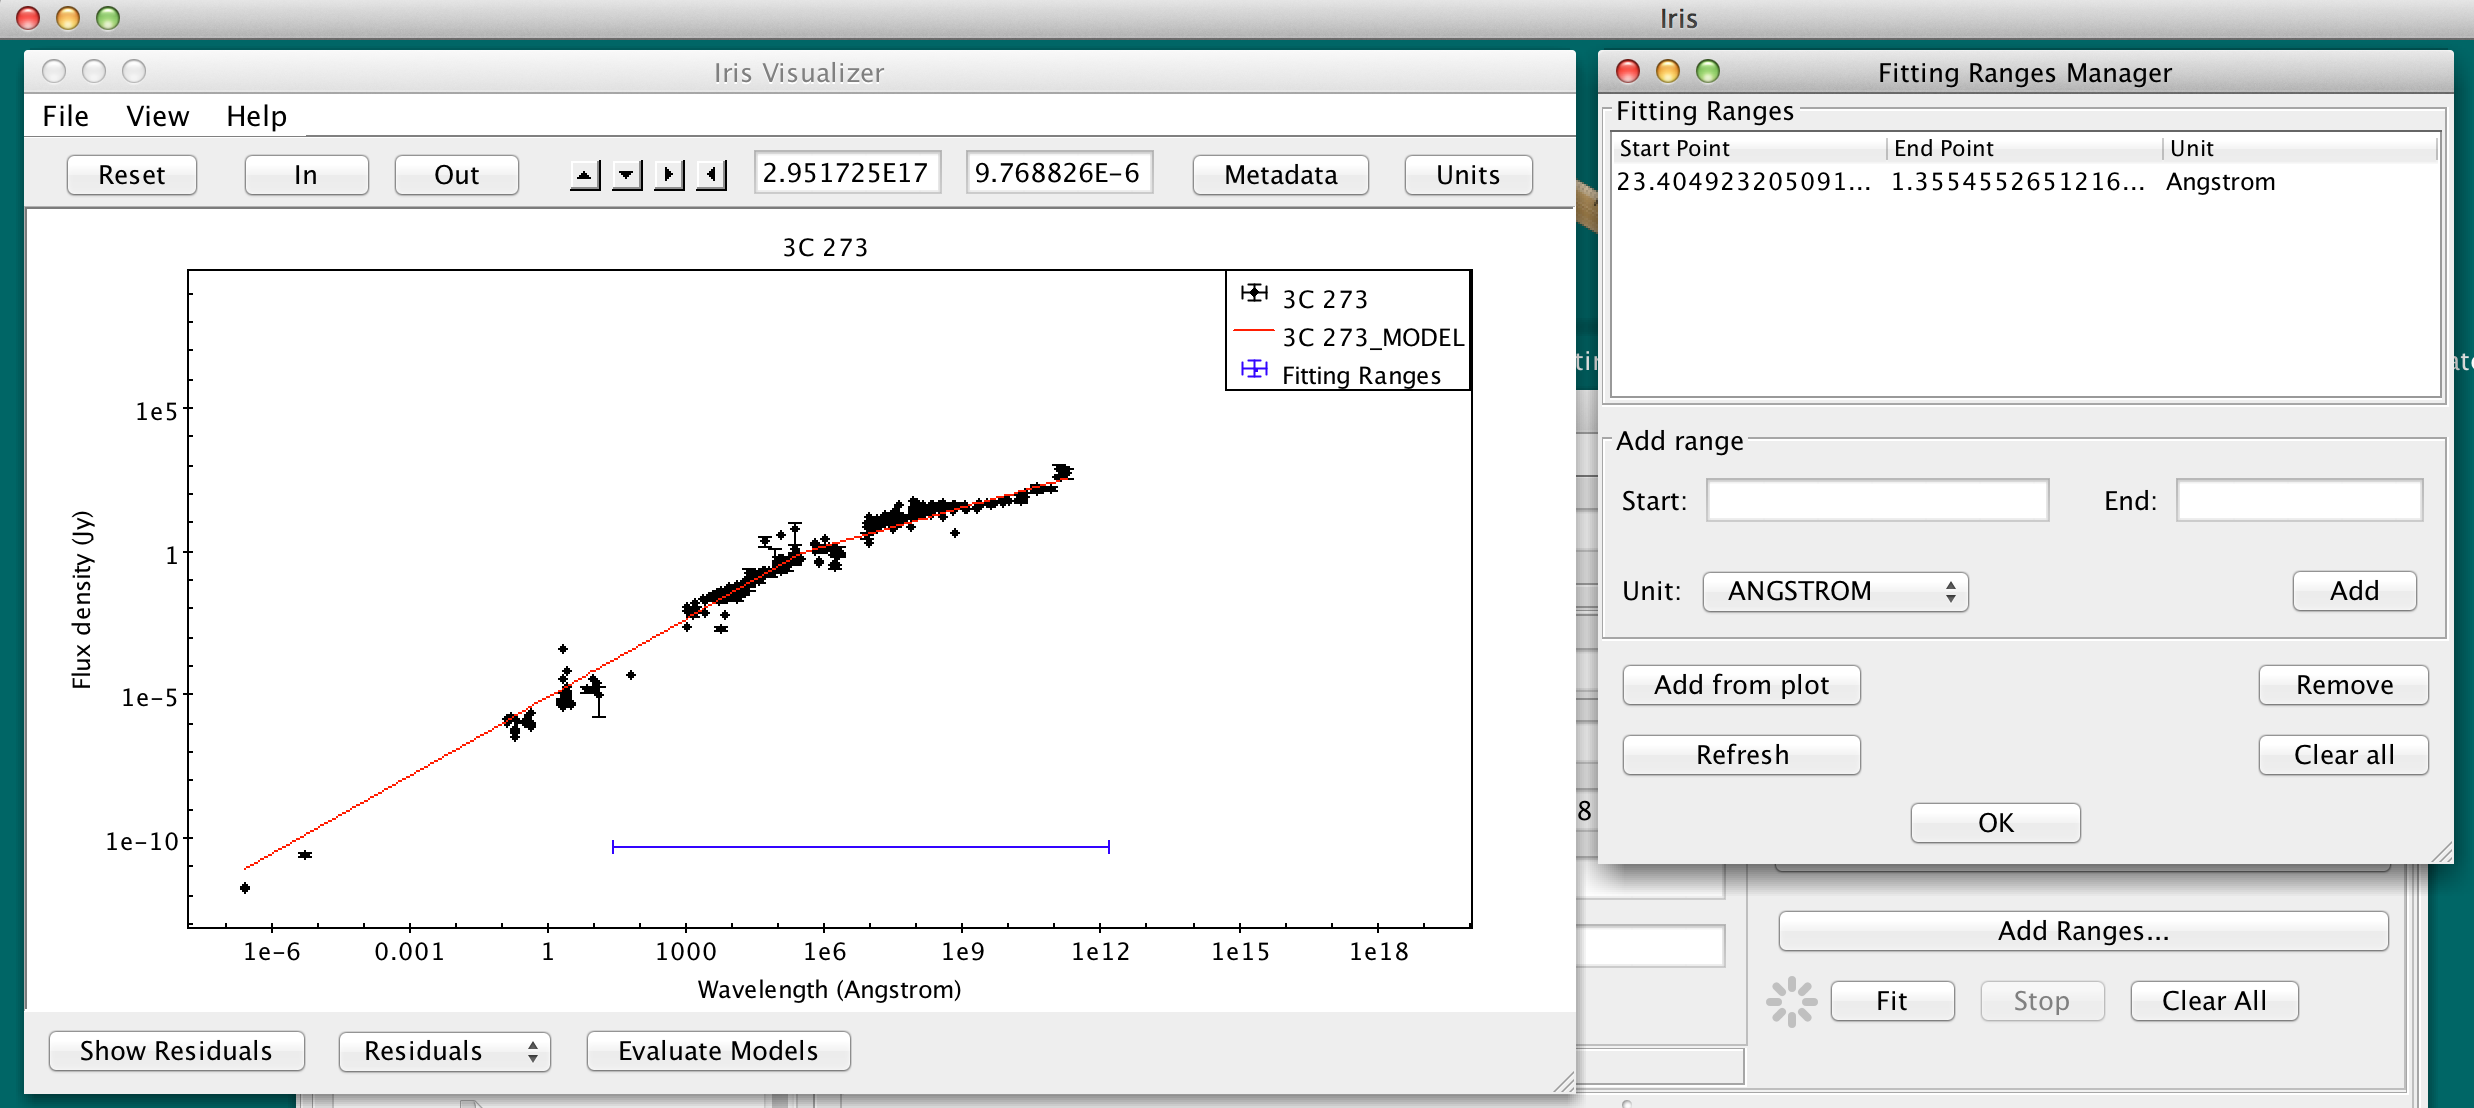 Iris
Iris Visualizer
File View Help
Reset In Out 2.951725E17 9.768826E-6 Metadata Units
3C 273
3C 273
3C 273_MODEL
Fitting Ranges
1e5
1
1e-5
1e-10
Flux density (Jy)
1e-6 0.001 1 1000 1e6 1e9 1e12 1e15 1e18
Wavelength (Angstrom)
Show Residuals Residuals Evaluate Models
Fitting Ranges Manager
Fitting Ranges
Start Point End Point Unit
23.404923205091... 1.3554552651216... Angstrom
Add range
Start: End:
Unit: ANGSTROM Add
Add from plot Remove
Refresh Clear all
OK
8
Add Ranges...
Fit Stop Clear All